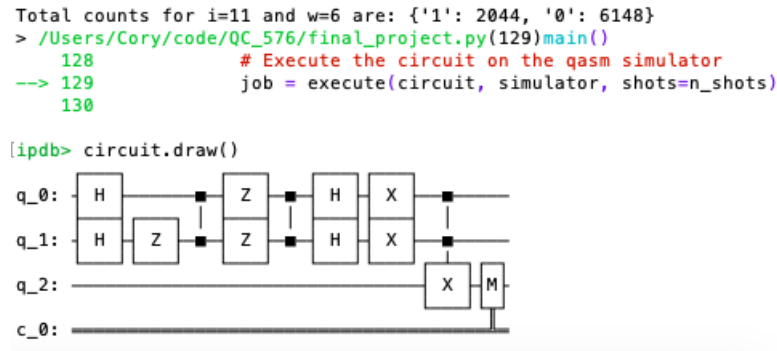 Total counts for i=11 and w=6 are: {'1': 2044, '0': 6148}
> /Users/Cory/code/QC_576/final_project.py(129)main()
128 # Execute the circuit on the qasm simulator
--> 129 job = execute(circuit, simulator, shots=n_shots)
130
[ipdb> circuit.draw()
q_0: H Z H X
q_1: H Z Z H X
q_2: X M
c_0: